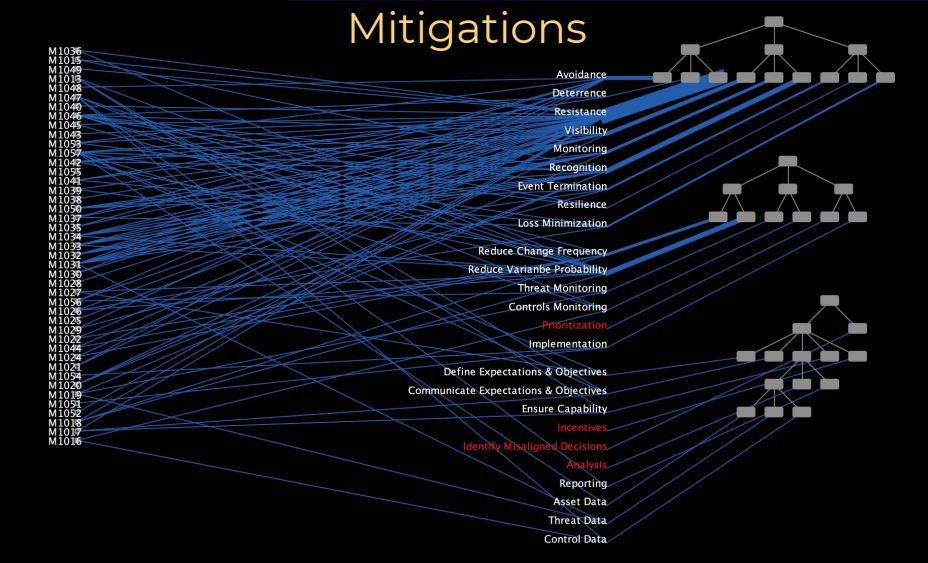 Mitigations
M1036
M1015
M1049
M1013
M1048
M1047
M1040
M1046
M1045
M1043
M1053
M1057
M1042
M1055
M1041
M1039
M1038
M1050
M1037
M1035
M1034
M1033
M1032
M1031
M1030
M1028
M1027
M1056
M1026
M1025
M1029
M1022
M1044
M1024
M1021
M1054
M1020
M1019
M1051
M1052
M1018
M1017
M1016
Avoidance
Deterrence
Resistance
Visibility
Monitoring
Recognition
Event Termination
Resilience
Loss Minimization
Reduce Change Frequency
Reduce Varianbe Probability
Threat Monitoring
Controls Monitoring
Prioritization
Implementation
Define Expectations & Objectives
Communicate Expectations & Objectives
Ensure Capability
Incentives
Identify Misaligned Decisions
Analysis
Reporting
Asset Data
Threat Data
Control Data